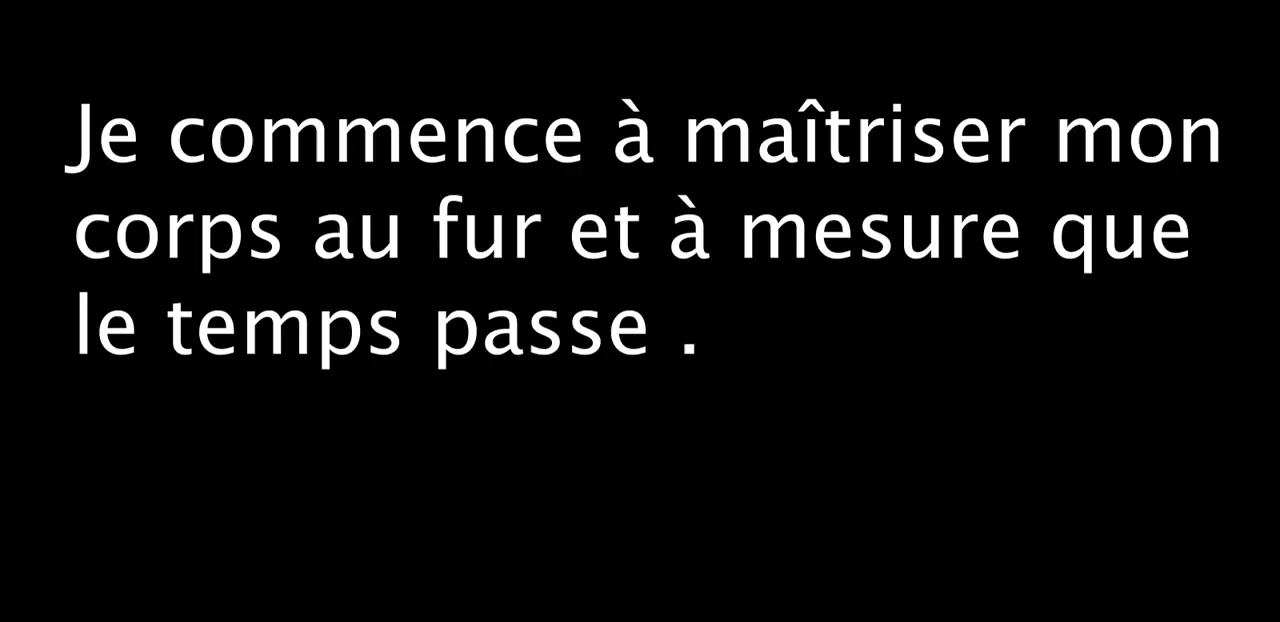 Je commence à maîtriser mon
corps au fur et à mesure que
le temps passe .